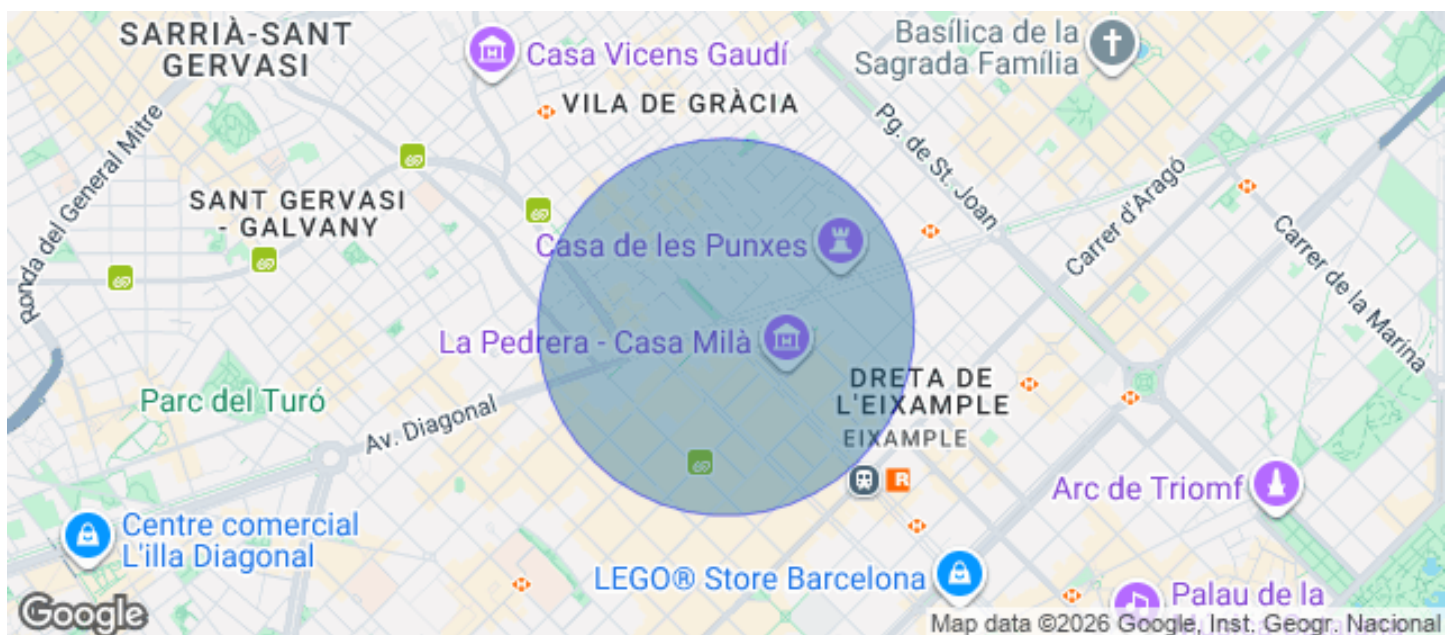 SARRIÀ-SANT
GERVASI
Casa Vicens Gaudí
Basílica de la
Sagrada Família
VILA DE GRÀCIA
Ronda del General Mitre
Pg. de St. Joan
SANT GERVASI
- GALVANY
Casa de les Punxes
Carrer d'Aragó
Carrer de la Marina
La Pedrera - Casa Milà
DRETA DE
L'EIXAMPLE
EIXAMPLE
Parc del Turó
Av. Diagonal
R
Arc de Triomf
Centre comercial
L'illa Diagonal
LEGO® Store Barcelona
Palau de la
Google
Map data ©2026 Google, Inst. Geogr. Nacional